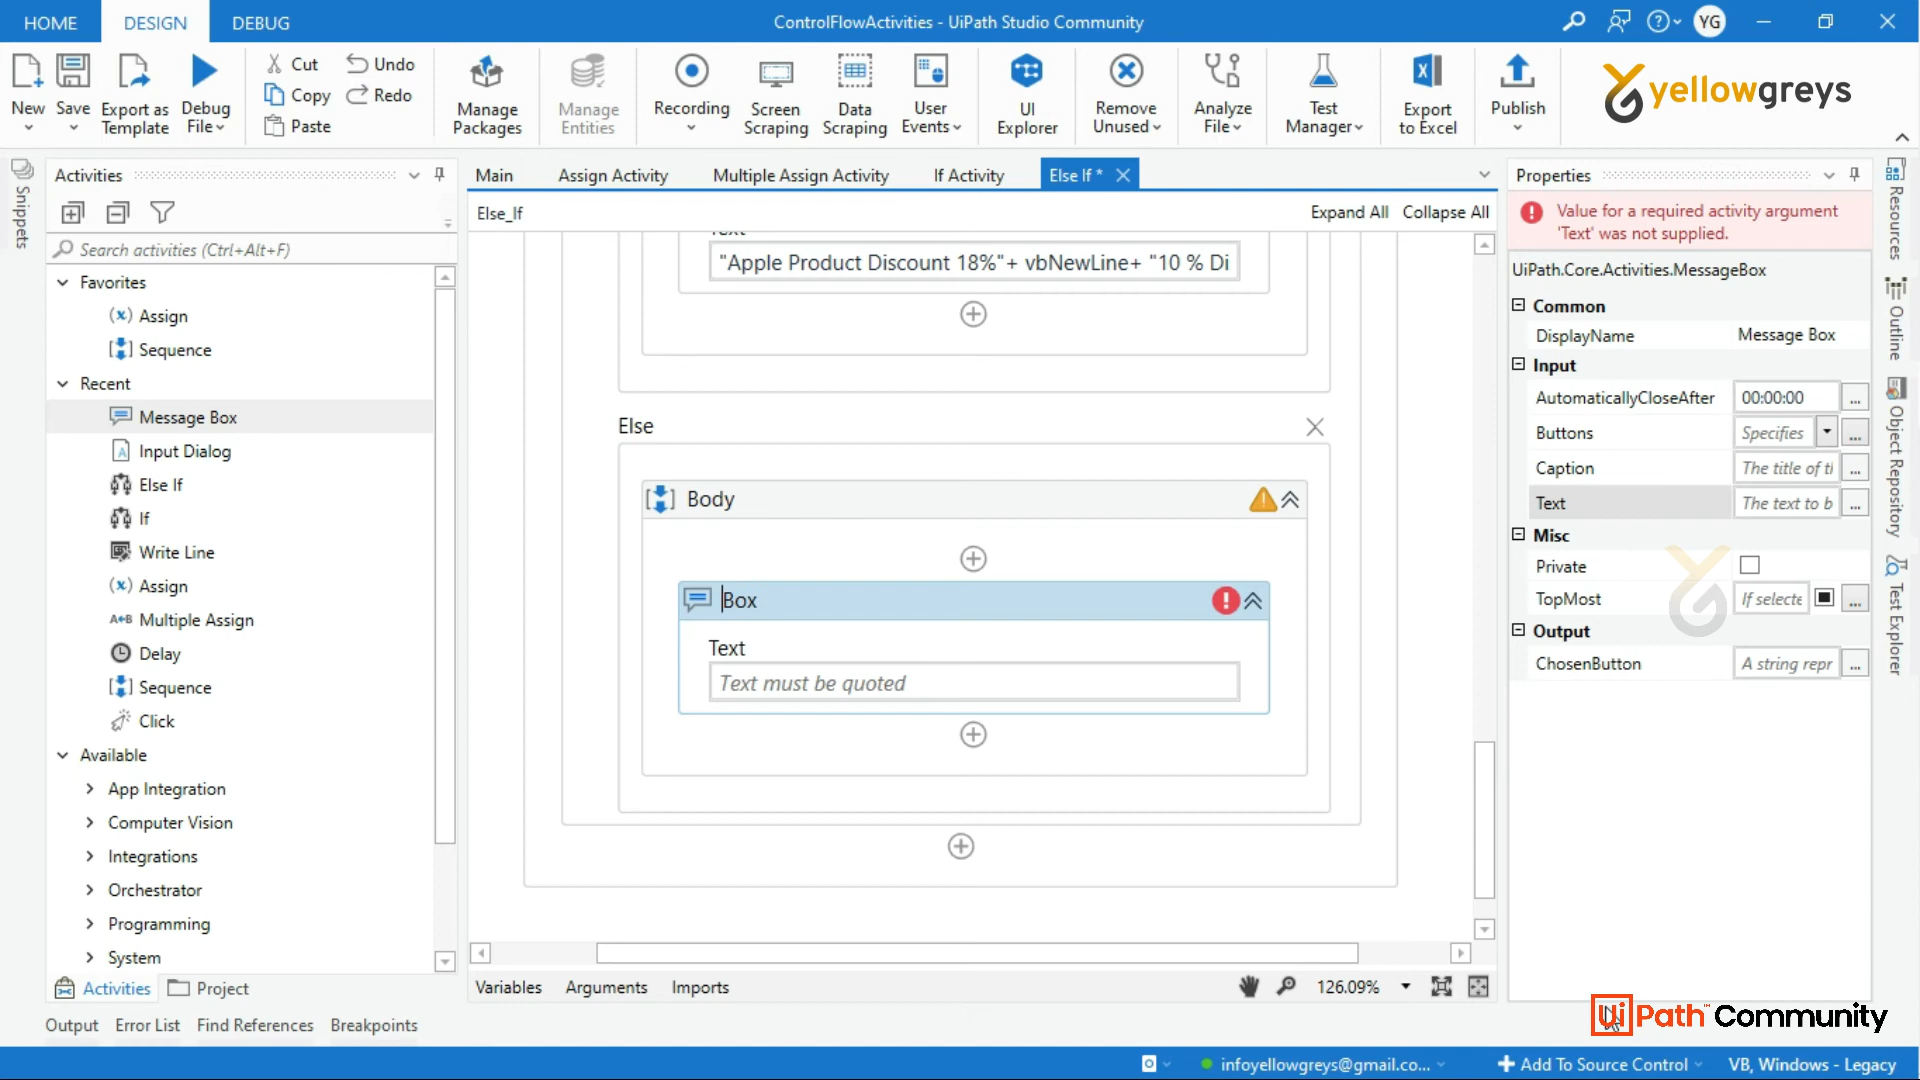 HOME DESIGN DEBUG ControlFlowActivities - UiPath Studio Community YG
New Save Export as Template Debug File Cut Copy Paste Undo Redo Manage Packages Manage Entities Recording Screen Scraping Data Scraping User Events UI Explorer Remove Unused Analyze File Test Manager Export to Excel Publish
yellowgreys
Snippets
Activities
Search activities (Ctrl+Alt+F)
Favorites
Assign
Sequence
Recent
Message Box
Input Dialog
Else If
If
Write Line
Assign
Multiple Assign
Delay
Sequence
Click
Available
App Integration
Computer Vision
Integrations
Orchestrator
Programming
System
Activities Project
Main Assign Activity Multiple Assign Activity If Activity Else If *
Else_If Expand All Collapse All
Text
"Apple Product Discount 18%"+ vbNewLine+ "10 % Di
Else
Body
Box
Text
Text must be quoted
Variables Arguments Imports 126.09%
Properties
Value for a required activity argument
'Text' was not supplied.
UiPath.Core.Activities.MessageBox
Common
DisplayName Message Box
Input
AutomaticallyCloseAfter 00:00:00 ...
Buttons Specifies ...
Caption The title of tl ...
Text The text to b ...
Misc
Private
TopMost If selecte ...
Output
ChosenButton A string repr ...
Resources
Outline
Object Repository
Test Explorer
Output Error List Find References Breakpoints
UiPath™ Community
infoyellowgreys@gmail.co... Add To Source Control VB, Windows - Legacy